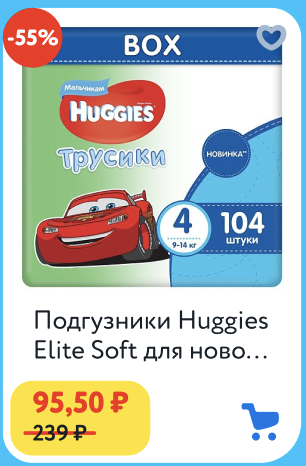 -55%
BOX
Мальчикам
HUGGIES
Трусики
НОВИНКА**
4
9-14 кг
104
штуки
Подгузники Huggies
Elite Soft для ново...
95,50 ₽
239 ₽